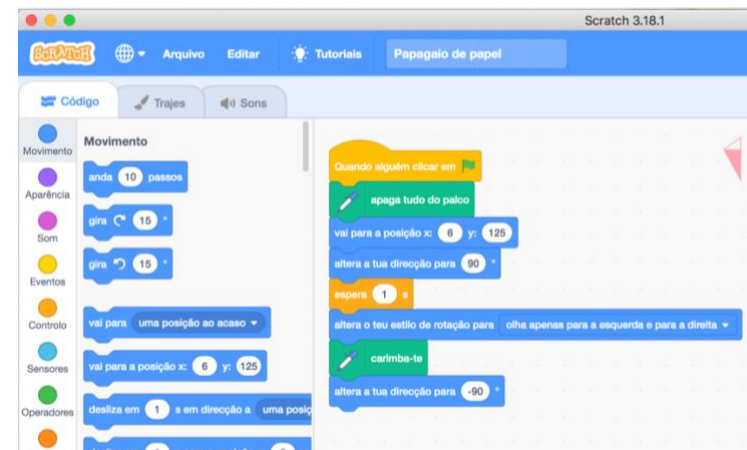 Scratch 3.18.1
SCRATCH Arquivo Editar Tutoriais Papagaio de papel
Código Trajes Sons
Movimento
Aparência
Som
Eventos
Controlo
Sensores
Operadores
Movimento
anda 10 passos
gira 15 °
gira 15 °
vai para uma posição ao acaso
vai para a posição x: 6 y: 125
desliza em 1 s em direcção a uma posiç
Quando alguém clicar em
apaga tudo do palco
vai para a posição x: 6 y: 125
altera a tua direcção para 90 °
espera 1 s
altera o teu estilo de rotação para olha apenas para a esquerda e para a direita
carimba-te
altera a tua direcção para -90 °